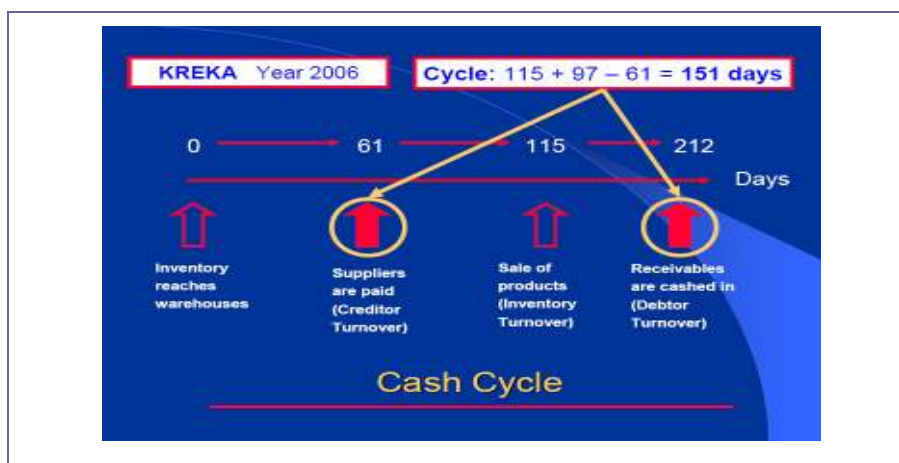 KREKA Year 2006
Cycle: 115 + 97 – 61 = 151 days
0 61 115 212
Days
Inventory
reaches
warehouses
Suppliers
are paid
(Creditor
Turnover)
Sale of
products
(Inventory
Turnover)
Receivables
are cashed in
(Debtor
Turnover)
Cash Cycle